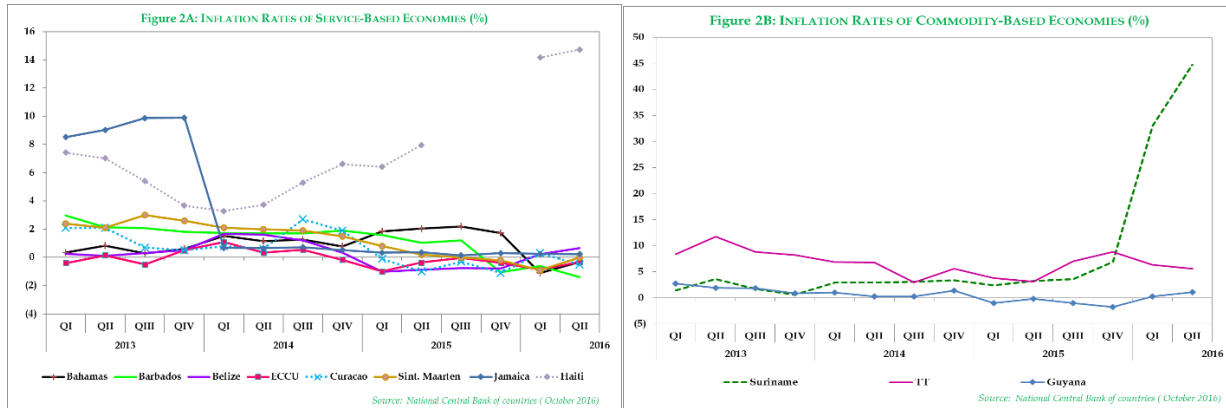 Figure 2A: INFLATION RATES OF SERVICE-BASED ECONOMIES (%)
16
14
12
10
8
6
4
2
0
(2)
(4)
QI QII QIII QIV QI QII QIII QIV QI QII QIII QIV QI QII
2013 2014 2015 2016
Bahamas Barbados Belize ECCU Curacao Sint. Maarten Jamaica Haiti
Source: National Central Bank of countries ( October 2016)
Figure 2B: INFLATION RATES OF COMMODITY-BASED ECONOMIES (%)
50
45
40
35
30
25
20
15
10
5
0
(5)
QI QII QIII QIV QI QII QIII QIV QI QII QIII QIV QI QII
2013 2014 2015 2016
Suriname TT Guyana
Source: National Central Bank of countries ( October 2016)